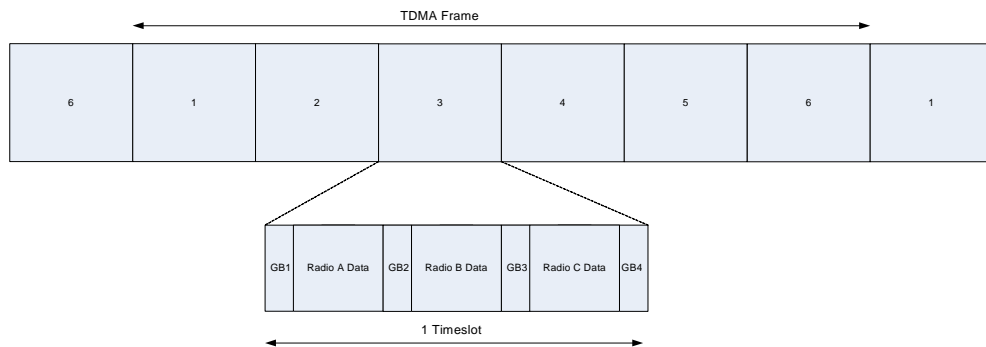 TDMA Frame
6 1 2 3 4 5 6 1
GB1 Radio A Data GB2 Radio B Data GB3 Radio C Data GB4
1 Timeslot